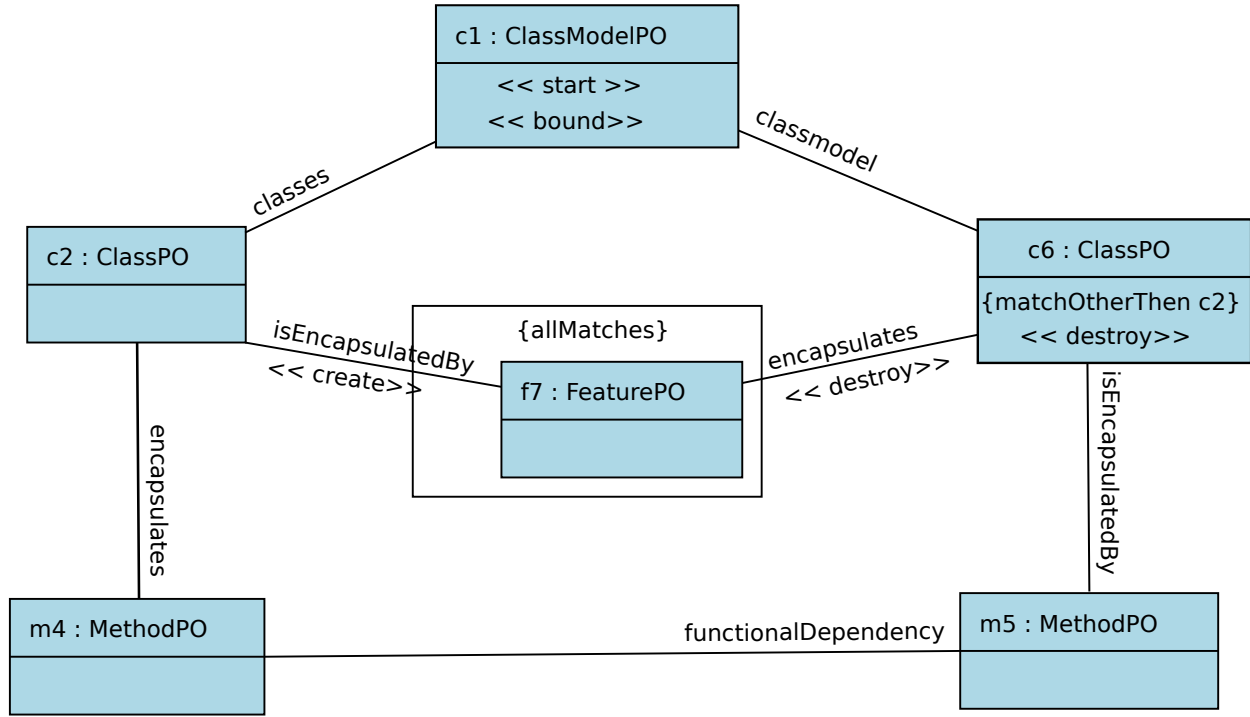 c1 : ClassModelPO
<< start >>
<< bound>>
classes
classmodel
c2 : ClassPO
c6 : ClassPO
{matchOtherThen c2}
<< destroy>>
{allMatches}
isEncapsulatedBy
<< create>>
encapsulates
<< destroy>>
f7 : FeaturePO
encapsulates
isEncapsulatedBy
m4 : MethodPO
functionalDependency
m5 : MethodPO